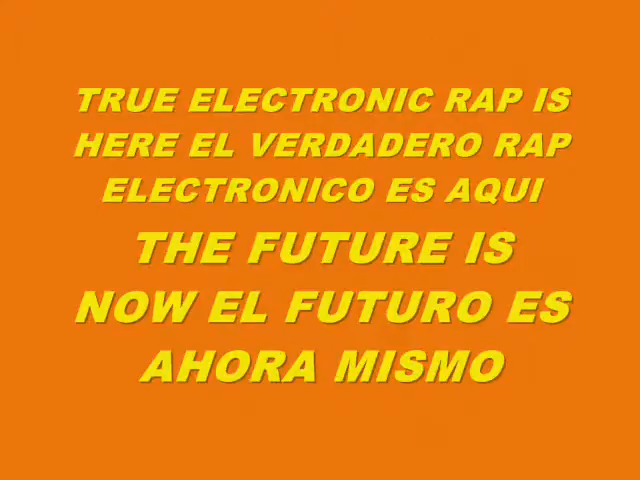 TRUE ELECTRONIC RAP IS
HERE EL VERDADERO RAP
ELECTRONICO ES AQUI
THE FUTURE IS
NOW EL FUTURO ES
AHORA MISMO